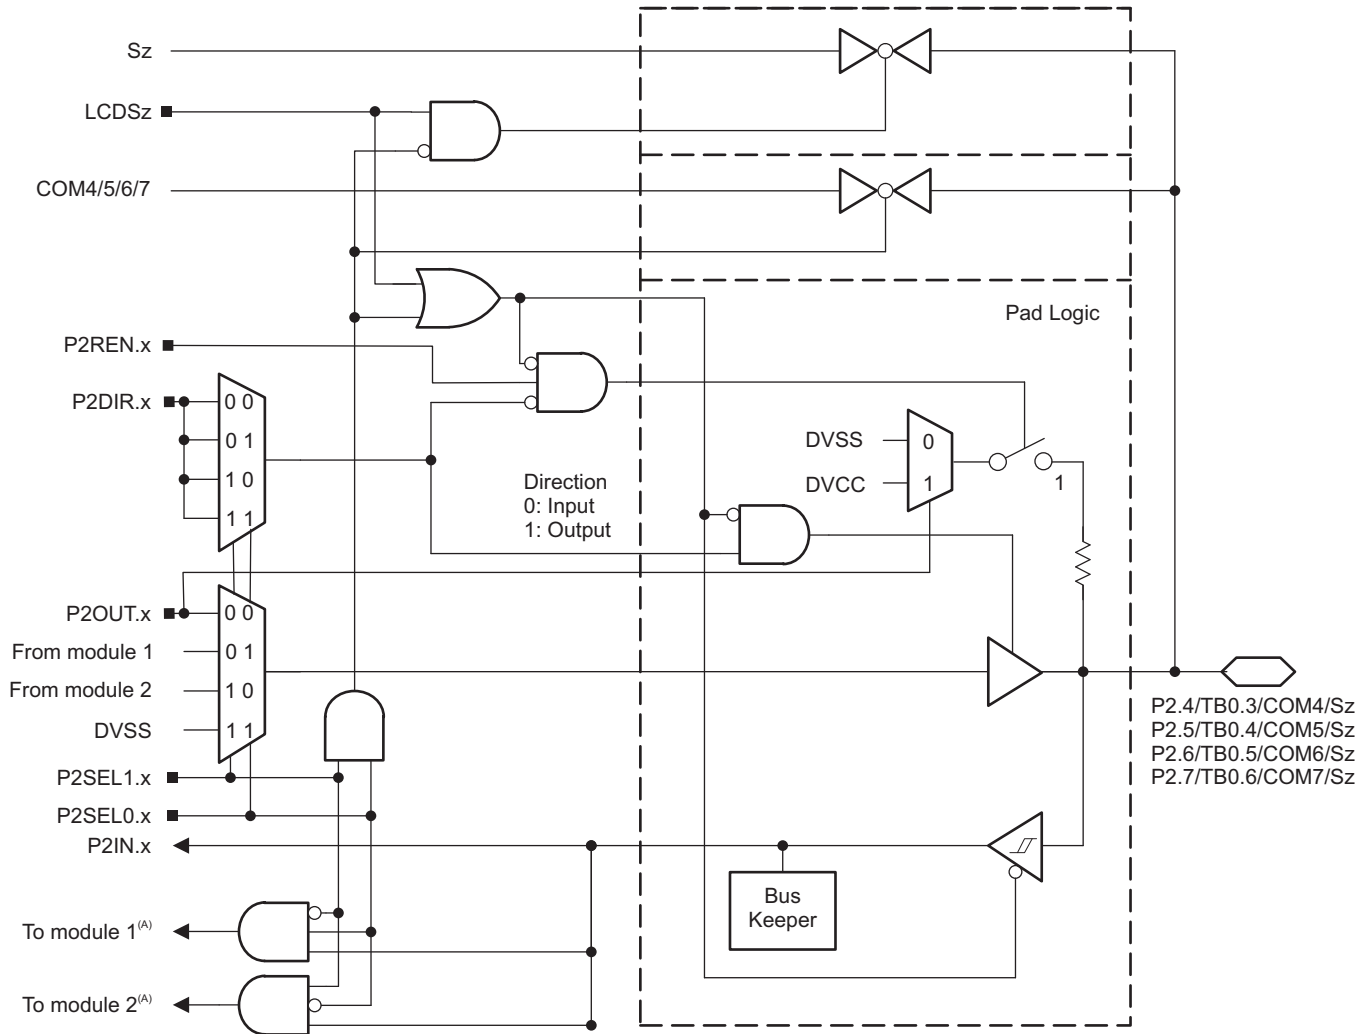 Sz
LCDSz
COM4/5/6/7
Pad Logic
P2REN.x
P2DIR.x
0 0
0 1
1 0
1 1
Direction
0: Input
1: Output
DVSS
DVCC
0
1
1
P2OUT.x
From module 1
From module 2
DVSS
0 0
0 1
1 0
1 1
P2SEL1.x
P2SEL0.x
P2IN.x
P2.4/TB0.3/COM4/Sz
P2.5/TB0.4/COM5/Sz
P2.6/TB0.5/COM6/Sz
P2.7/TB0.6/COM7/Sz
Bus
Keeper
To module 1(A)
To module 2(A)